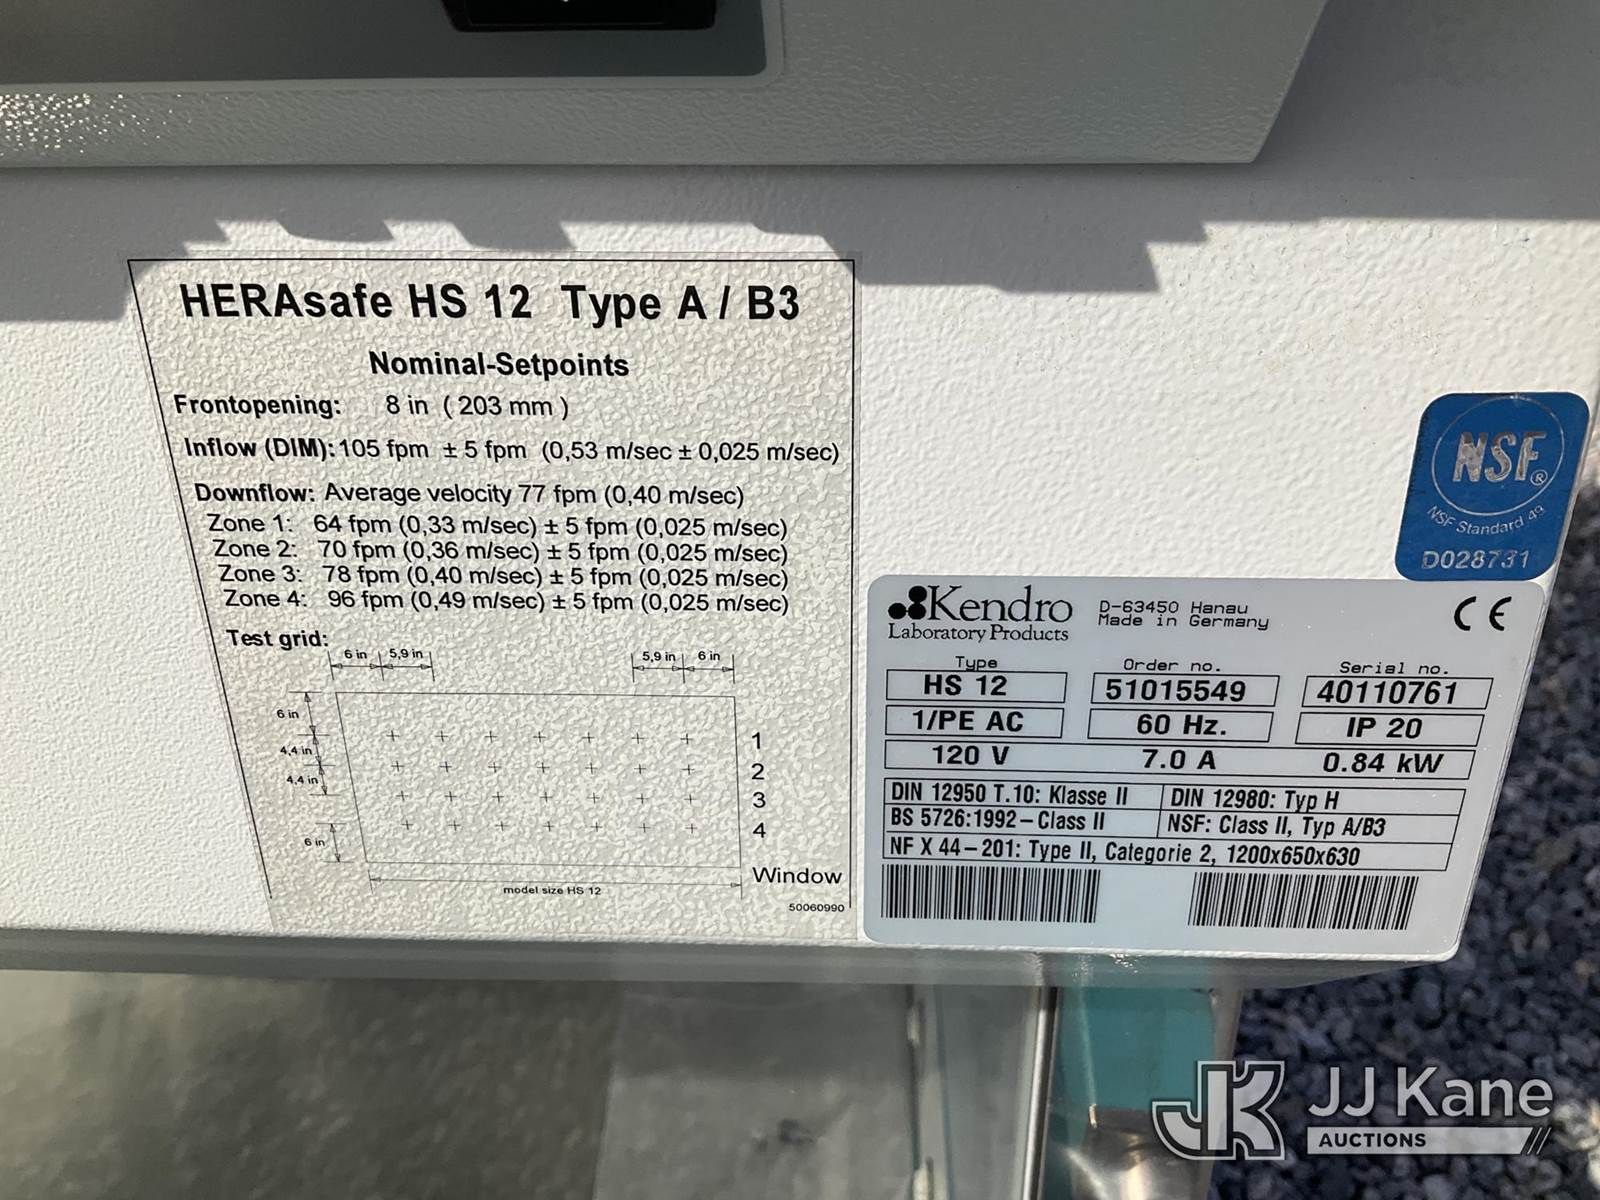 HERAsafe HS 12 Type A / B3
Nominal-Setpoints
Frontopening: 8 in ( 203 mm )
Inflow (DIM): 105 fpm ± 5 fpm (0,53 m/sec ± 0,025 m/sec)
Downflow: Average velocity 77 fpm (0,40 m/sec)
Zone 1: 64 fpm (0,33 m/sec) ± 5 fpm (0,025 m/sec)
Zone 2: 70 fpm (0,36 m/sec) ± 5 fpm (0,025 m/sec)
Zone 3: 78 fpm (0,40 m/sec) ± 5 fpm (0,025 m/sec)
Zone 4: 96 fpm (0,49 m/sec) ± 5 fpm (0,025 m/sec)
Test grid:
6 in 5,9 in 5,9 in 6 in
6 in
4,4 in
4,4 in
6 in
1
2
3
4
Window
model size HS 12
50060990
NSF®
NSF Standard 49
D028731
Kendro
Laboratory Products
D-63450 Hanau
Made in Germany
CE
Type Order no. Serial no.
HS 12 51015549 40110761
1/PE AC 60 Hz. IP 20
120 V 7.0 A 0.84 kW
DIN 12950 T.10: Klasse II DIN 12980: Typ H
BS 5726:1992-Class II NSF: Class II, Typ A/B3
NF X 44-201: Type II, Categorie 2, 1200x650x630
JK JJ Kane
AUCTIONS